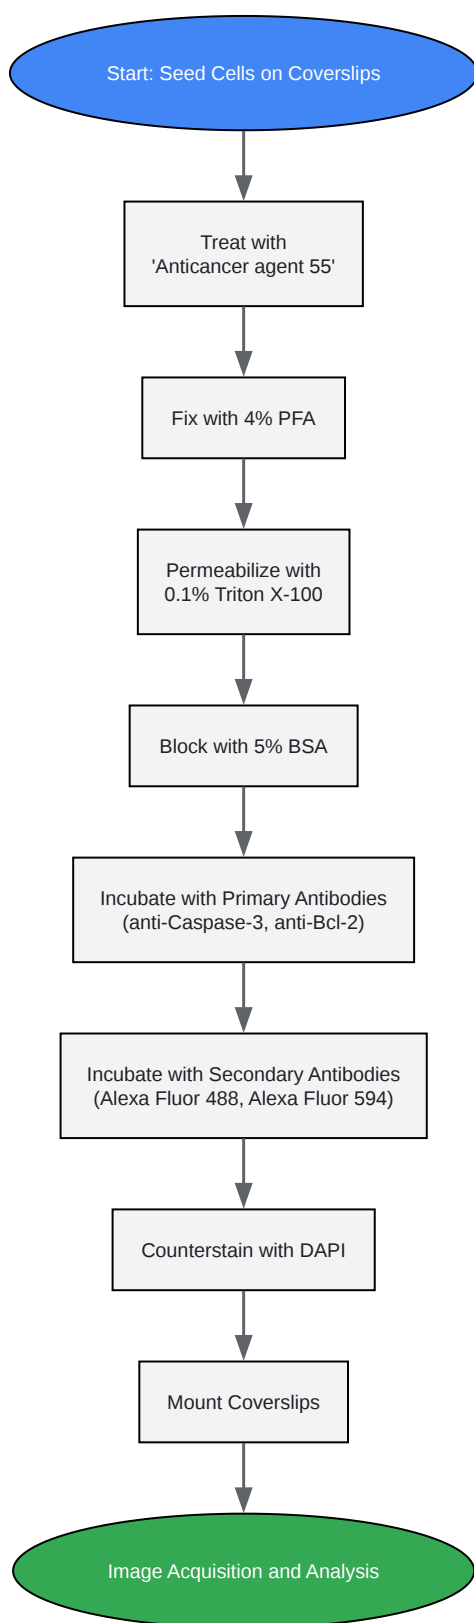 Start: Seed Cells on Coverslips
Treat with
'Anticancer agent 55'
Fix with 4% PFA
Permeabilize with
0.1% Triton X-100
Block with 5% BSA
Incubate with Primary Antibodies
(anti-Caspase-3, anti-Bcl-2)
Incubate with Secondary Antibodies
(Alexa Fluor 488, Alexa Fluor 594)
Counterstain with DAPI
Mount Coverslips
Image Acquisition and Analysis